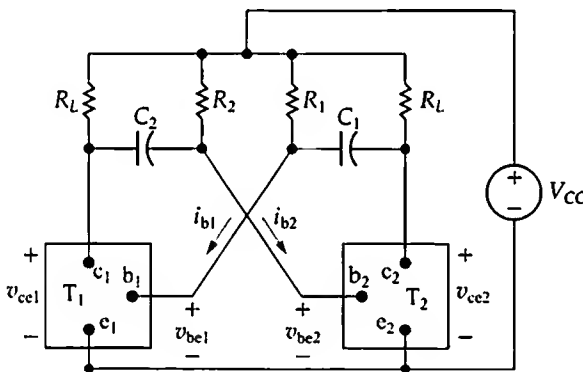 R_L R_2 R_1 R_L
C_2 C_1
+ − V_CC
i_b1 i_b2
+ v_ce1 −
c_1 T_1 b_1 e_1
+ v_be1 −
+ v_be2 −
c_2 b_2 T_2 e_2
+ v_ce2 −